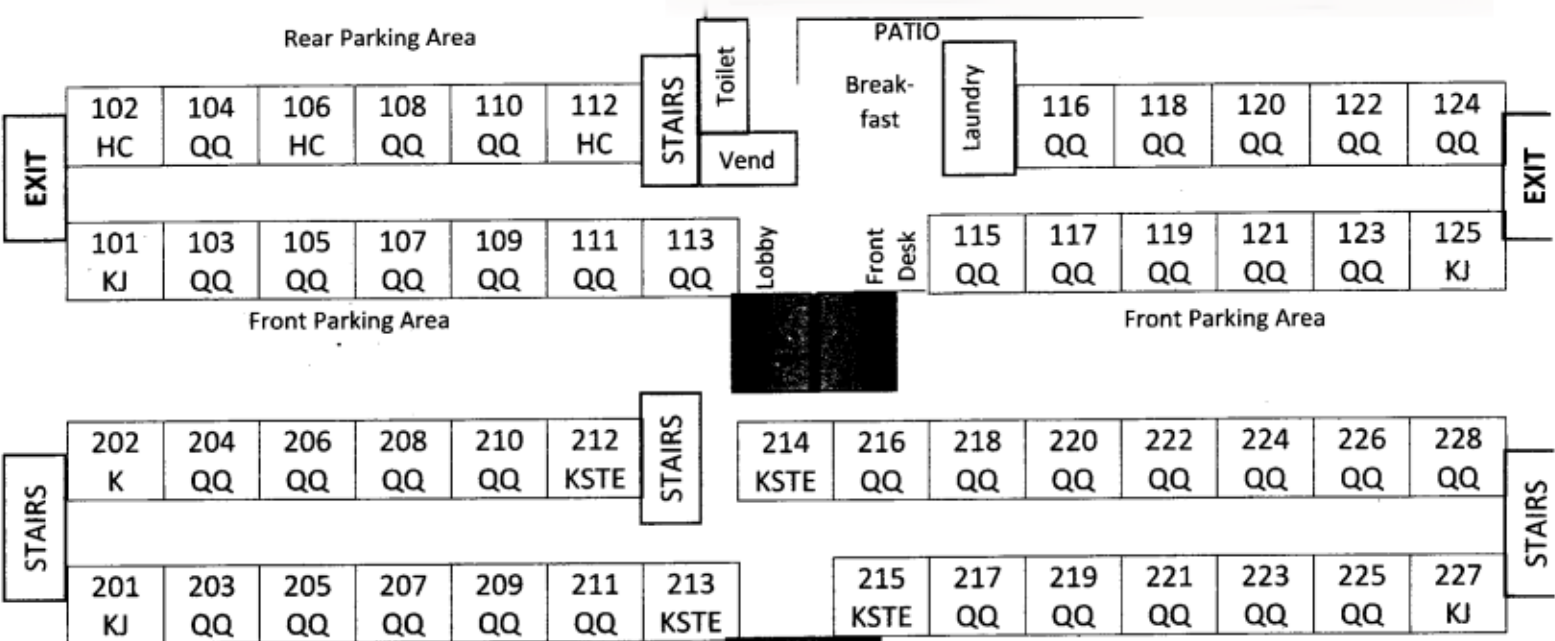 Rear Parking Area
PATIO
Toilet
STAIRS
Break-
fast
Laundry
Vend
102 104 106 108 110 112
HC QQ HC QQ QQ HC
116 118 120 122 124
QQ QQ QQ QQ QQ
EXIT
EXIT
101 103 105 107 109 111 113
KJ QQ QQ QQ QQ QQ QQ
Lobby
Front
Desk
115 117 119 121 123 125
QQ QQ QQ QQ QQ KJ
Front Parking Area
Front Parking Area
STAIRS
202 204 206 208 210 212
K QQ QQ QQ QQ KSTE
214 216 218 220 222 224 226 228
KSTE QQ QQ QQ QQ QQ QQ QQ
STAIRS
STAIRS
201 203 205 207 209 211 213
KJ QQ QQ QQ QQ QQ KSTE
215 217 219 221 223 225 227
KSTE QQ QQ QQ QQ QQ KJ